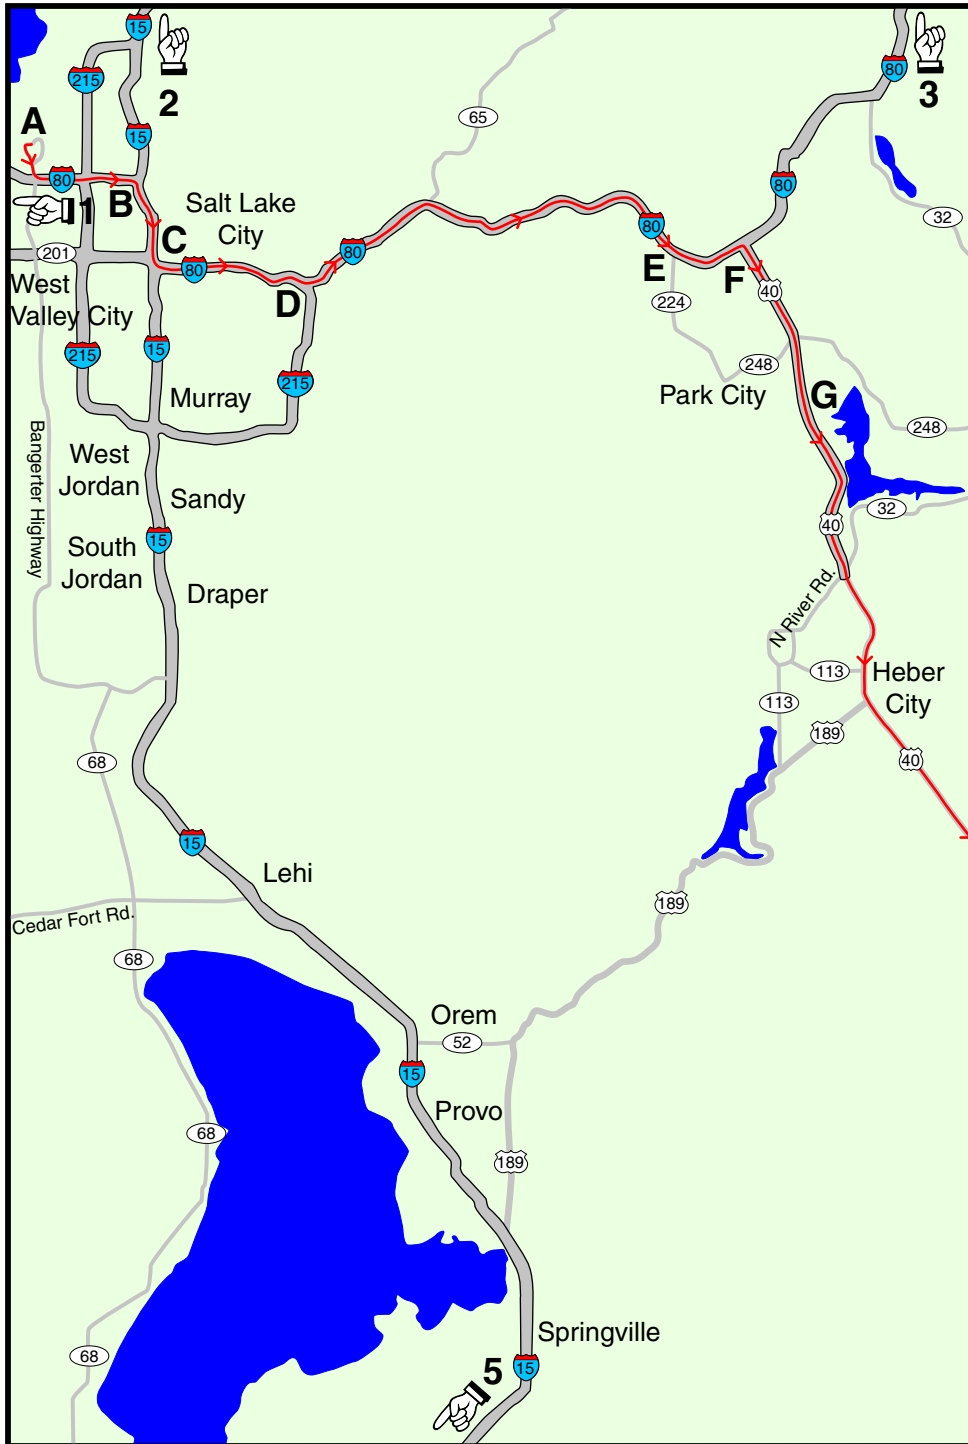 15
2
3
80
215
65
A
15
80
80
1
B
32
Salt Lake
City
C
201
80
80
80
D
E
F
West
Valley City
224
40
215
15
215
248
Murray
Park City
G
248
Bangerter Highway
West
Jordan
Sandy
32
40
15
South
Jordan
Draper
N River Rd.
113
Heber
City
113
189
40
68
15
Lehi
189
Cedar Fort Rd.
68
Orem
52
15
Provo
68
189
Springville
68
5
15